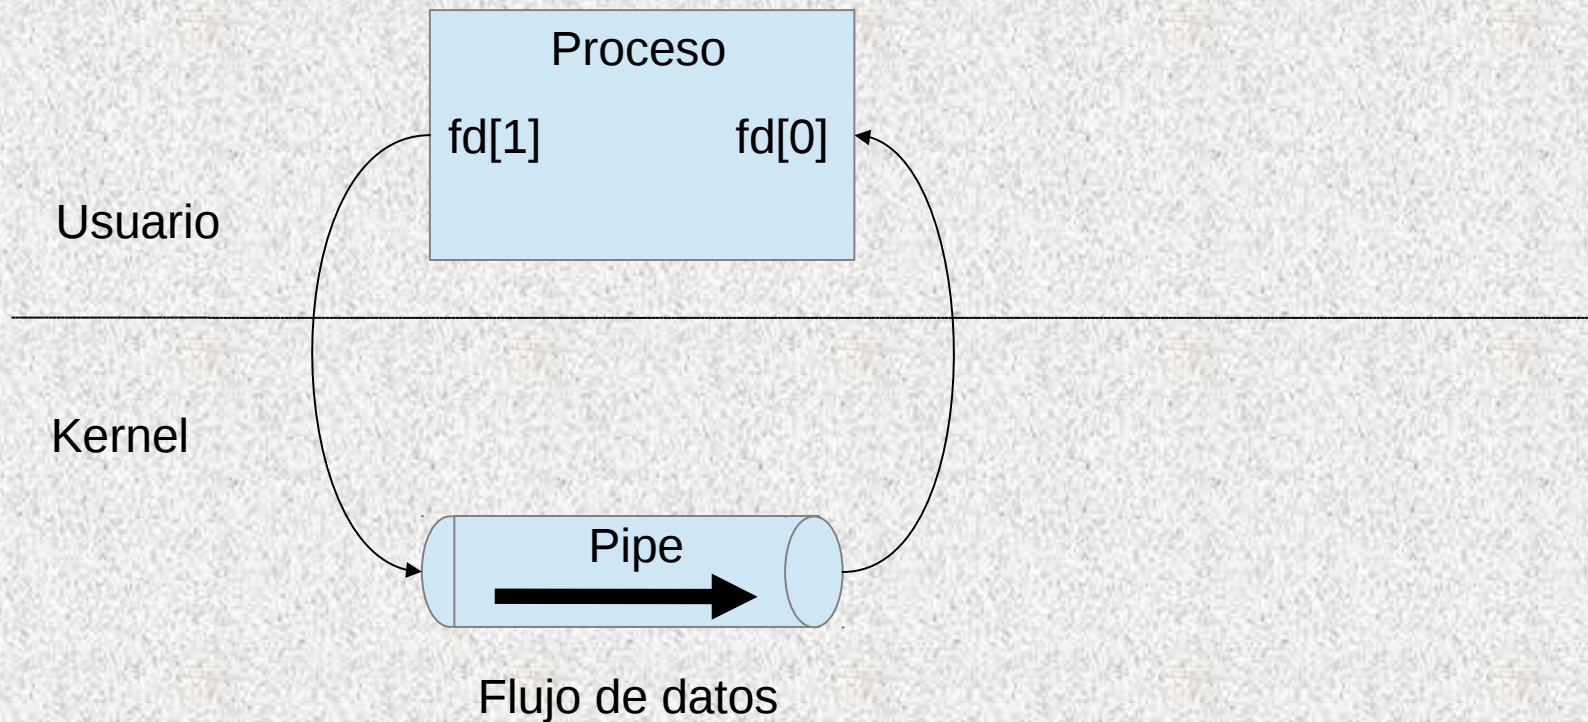 Proceso
fd[1] fd[0]
Usuario
Kernel
Pipe
Flujo de datos